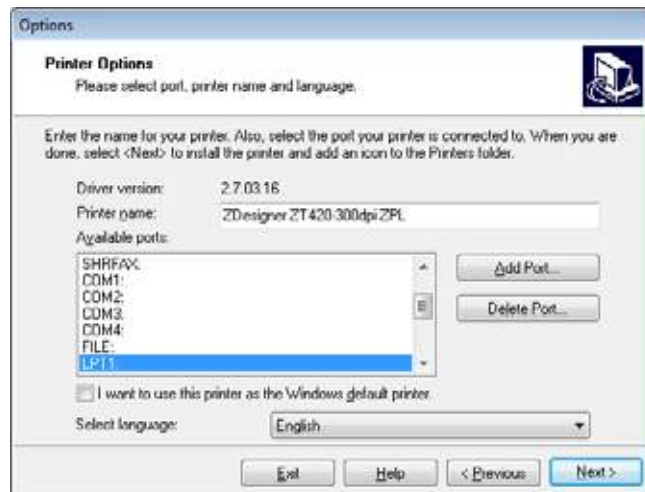 Options
Printer Options
Please select port, printer name and language.
Enter the name for your printer. Also, select the port your printer is connected to. When you are
done, select <Next> to install the printer and add an icon to the Printers folder.
Driver version: 2.7.03.16
Printer name: ZDesigner ZT420-300dpi ZPL
Available ports:
SHRFAX:
COM1:
COM2:
COM3:
COM4:
FILE:
LPT1:
Add Port...
Delete Port...
I want to use this printer as the Windows default printer.
Select language: English
Exit Help < Previous Next >